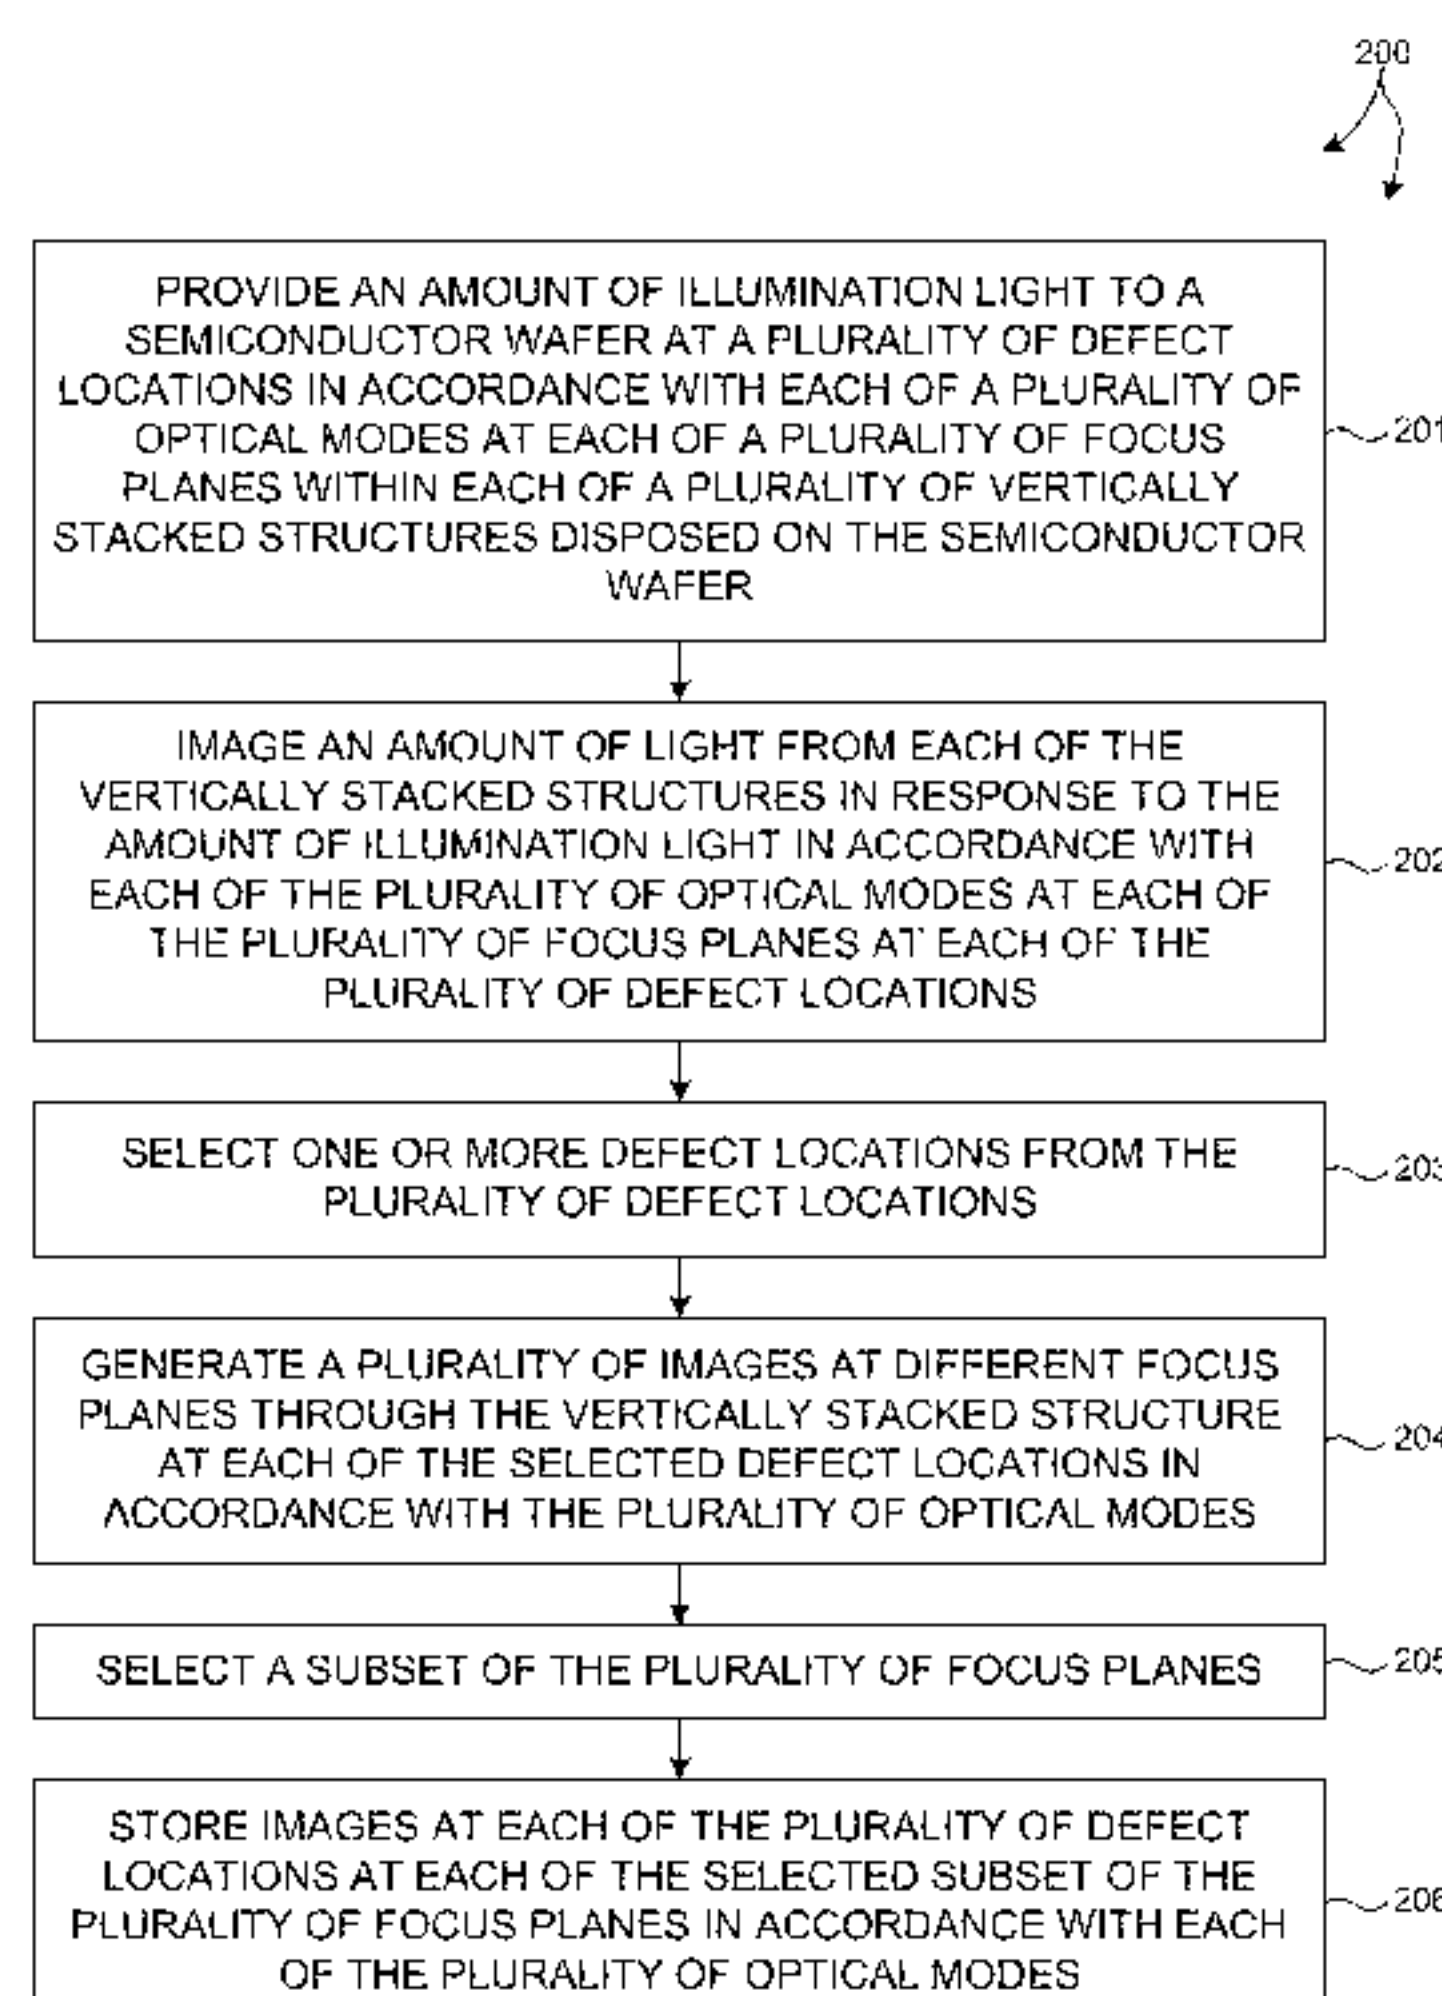 200
PROVIDE AN AMOUNT OF ILLUMINATION LIGHT TO A
SEMICONDUCTOR WAFER AT A PLURALITY OF DEFECT
LOCATIONS IN ACCORDANCE WITH EACH OF A PLURALITY OF
OPTICAL MODES AT EACH OF A PLURALITY OF FOCUS
PLANES WITHIN EACH OF A PLURALITY OF VERTICALLY
STACKED STRUCTURES DISPOSED ON THE SEMICONDUCTOR
WAFER
201
IMAGE AN AMOUNT OF LIGHT FROM EACH OF THE
VERTICALLY STACKED STRUCTURES IN RESPONSE TO THE
AMOUNT OF ILLUMINATION LIGHT IN ACCORDANCE WITH
EACH OF THE PLURALITY OF OPTICAL MODES AT EACH OF
THE PLURALITY OF FOCUS PLANES AT EACH OF THE
PLURALITY OF DEFECT LOCATIONS
202
SELECT ONE OR MORE DEFECT LOCATIONS FROM THE
PLURALITY OF DEFECT LOCATIONS
203
GENERATE A PLURALITY OF IMAGES AT DIFFERENT FOCUS
PLANES THROUGH THE VERTICALLY STACKED STRUCTURE
AT EACH OF THE SELECTED DEFECT LOCATIONS IN
ACCORDANCE WITH THE PLURALITY OF OPTICAL MODES
204
SELECT A SUBSET OF THE PLURALITY OF FOCUS PLANES
205
STORE IMAGES AT EACH OF THE PLURALITY OF DEFECT
LOCATIONS AT EACH OF THE SELECTED SUBSET OF THE
PLURALITY OF FOCUS PLANES IN ACCORDANCE WITH EACH
OF THE PLURALITY OF OPTICAL MODES
206